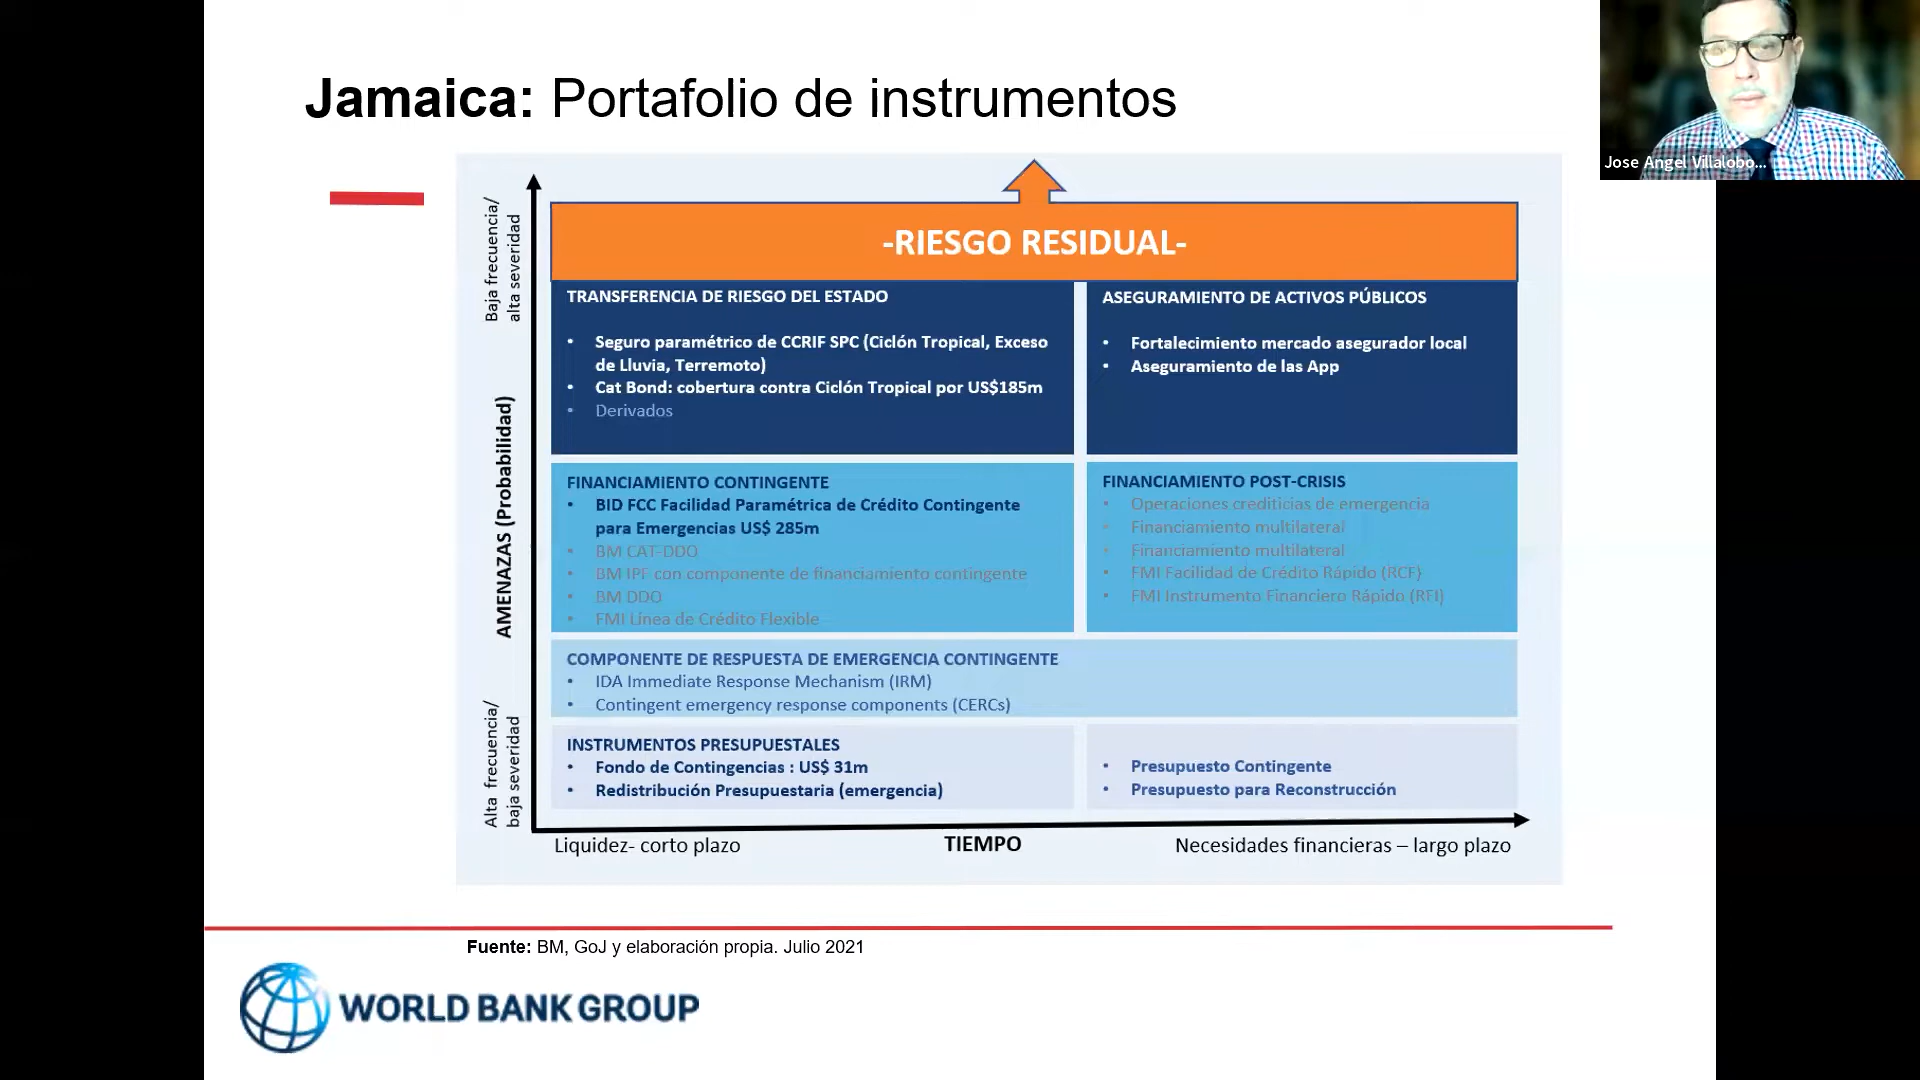 Jamaica: Portafolio de instrumentos
Jose Angel Villalobo...
Baja frecuencia/
alta severidad
AMENAZAS (Probabilidad)
Alta frecuencia/
baja severidad
-RIESGO RESIDUAL-
TRANSFERENCIA DE RIESGO DEL ESTADO
• Seguro paramétrico de CCRIF SPC (Ciclón Tropical, Exceso
de Lluvia, Terremoto)
• Cat Bond: cobertura contra Ciclón Tropical por US$185m
• Derivados
ASEGURAMIENTO DE ACTIVOS PÚBLICOS
• Fortalecimiento mercado asegurador local
• Aseguramiento de las App
FINANCIAMIENTO CONTINGENTE
• BID FCC Facilidad Paramétrica de Crédito Contingente
para Emergencias US$ 285m
• BM CAT-DDO
• BM IPF con componente de financiamiento contingente
• BM DDO
• FMI Línea de Crédito Flexible
FINANCIAMIENTO POST-CRISIS
• Operaciones crediticias de emergencia
• Financiamiento multilateral
• Financiamiento multilateral
• FMI Facilidad de Crédito Rápido (RCF)
• FMI Instrumento Financiero Rápido (RFI)
COMPONENTE DE RESPUESTA DE EMERGENCIA CONTINGENTE
• IDA Immediate Response Mechanism (IRM)
• Contingent emergency response components (CERCs)
INSTRUMENTOS PRESUPUESTALES
• Fondo de Contingencias : US$ 31m
• Redistribución Presupuestaria (emergencia)
• Presupuesto Contingente
• Presupuesto para Reconstrucción
Liquidez- corto plazo
TIEMPO
Necesidades financieras – largo plazo
Fuente: BM, GoJ y elaboración propia. Julio 2021
WORLD BANK GROUP